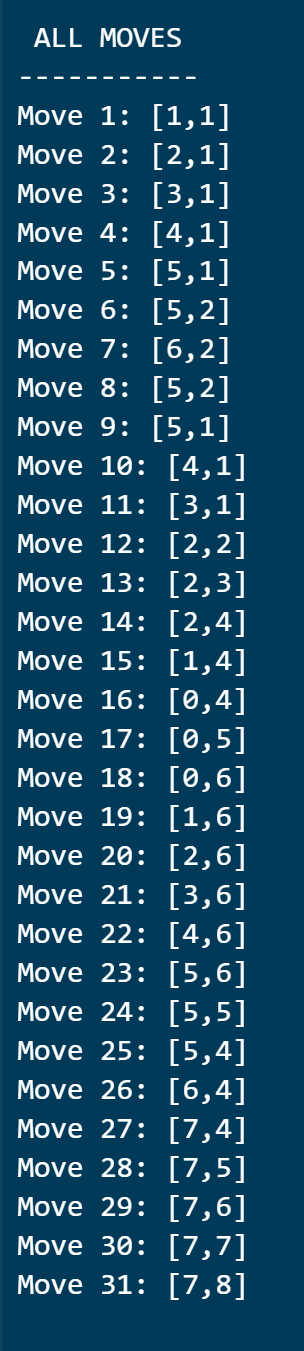 ALL MOVES
-----------
Move 1: [1,1]
Move 2: [2,1]
Move 3: [3,1]
Move 4: [4,1]
Move 5: [5,1]
Move 6: [5,2]
Move 7: [6,2]
Move 8: [5,2]
Move 9: [5,1]
Move 10: [4,1]
Move 11: [3,1]
Move 12: [2,2]
Move 13: [2,3]
Move 14: [2,4]
Move 15: [1,4]
Move 16: [0,4]
Move 17: [0,5]
Move 18: [0,6]
Move 19: [1,6]
Move 20: [2,6]
Move 21: [3,6]
Move 22: [4,6]
Move 23: [5,6]
Move 24: [5,5]
Move 25: [5,4]
Move 26: [6,4]
Move 27: [7,4]
Move 28: [7,5]
Move 29: [7,6]
Move 30: [7,7]
Move 31: [7,8]